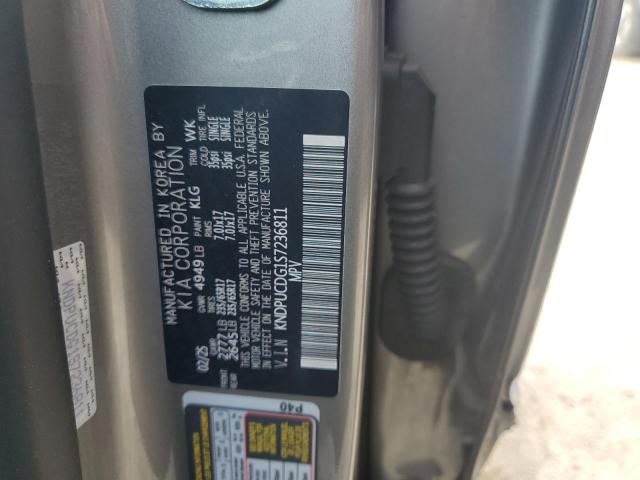 MANUFACTURED IN KOREA BY
KIA CORPORATION
02/25 GVWR 4949 LB PAINT KLG TRIM WK
GAWR TIRE RIMS COLD TIRE INFL
FRONT 2777 LB 235/65R17 7.0Jx17 35psi SINGLE
REAR 2645 LB 235/65R17 7.0Jx17 35psi SINGLE
THIS VEHICLE CONFORMS TO ALL APPLICABLE U.S.A. FEDERAL
MOTOR VEHICLE SAFETY AND THEFT PREVENTION STANDARDS
IN EFFECT ON THE DATE OF MANUFACTURE SHOWN ABOVE.
V.I.N KNDPUCDG1S7236811
MPV
P40